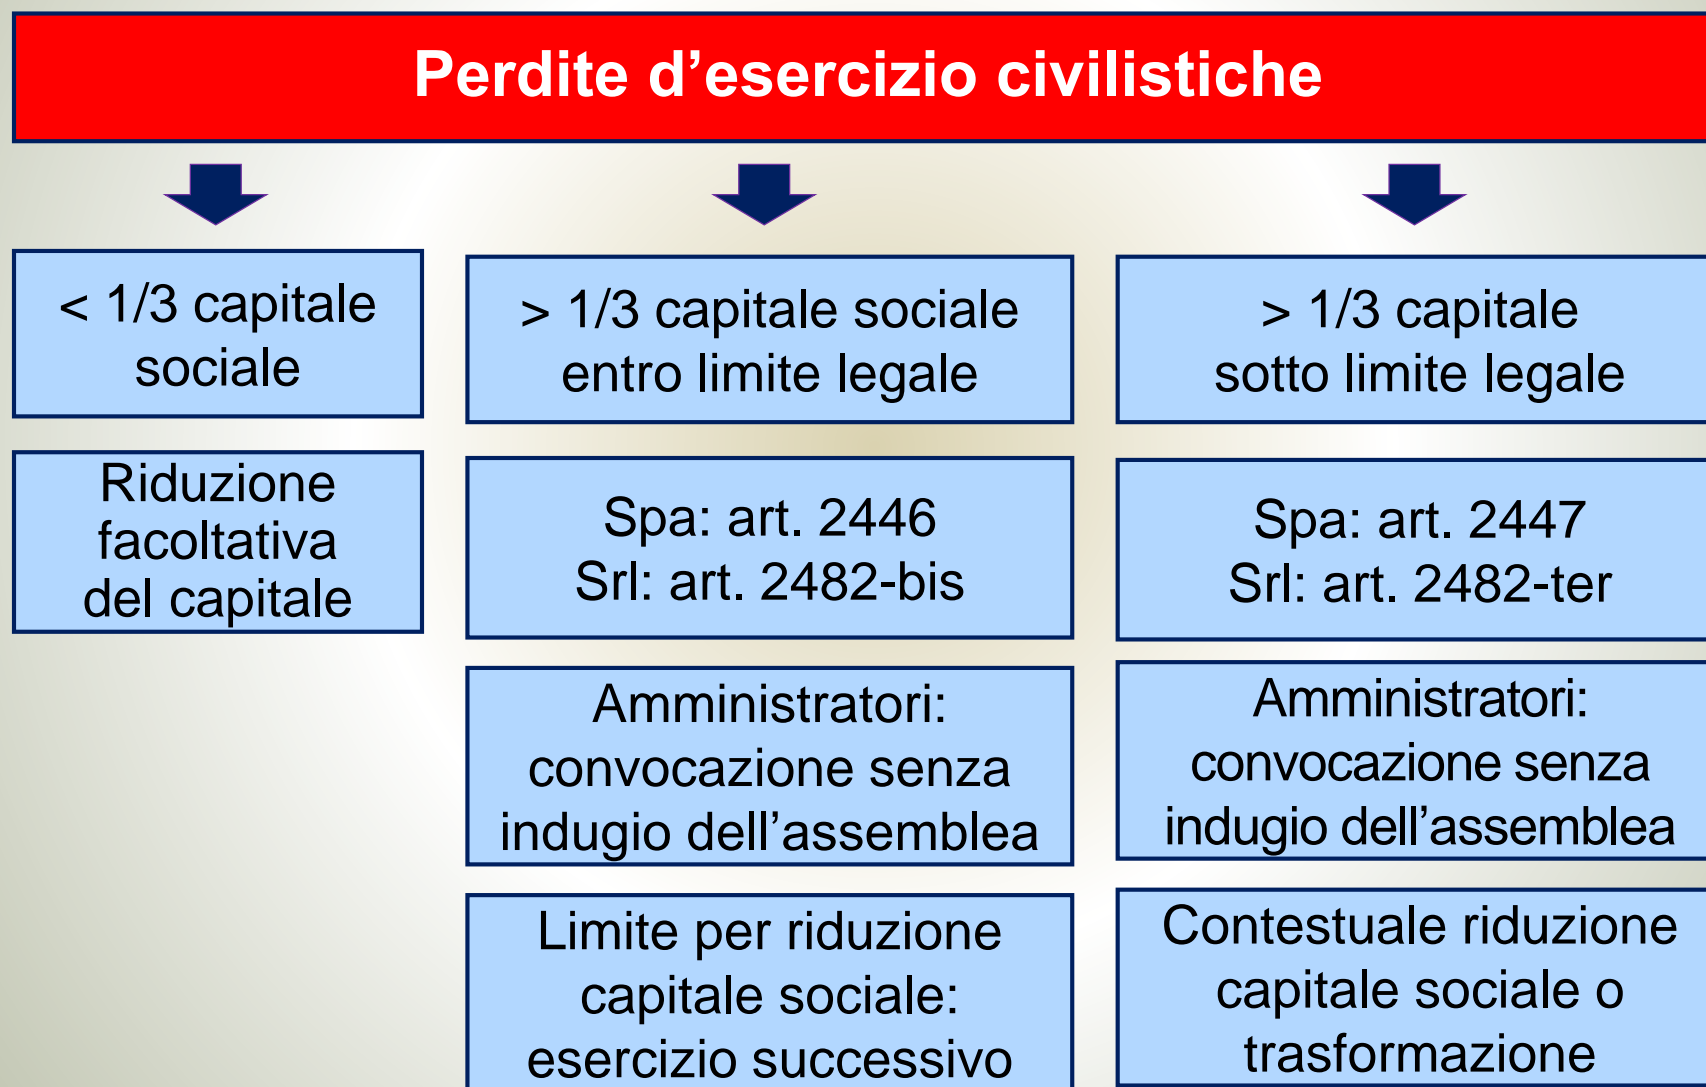 Perdite d’esercizio civilistiche
< 1/3 capitale
sociale
Riduzione
facoltativa
del capitale
> 1/3 capitale sociale
entro limite legale
Spa: art. 2446
Srl: art. 2482-bis
Amministratori:
convocazione senza
indugio dell’assemblea
Limite per riduzione
capitale sociale:
esercizio successivo
> 1/3 capitale
sotto limite legale
Spa: art. 2447
Srl: art. 2482-ter
Amministratori:
convocazione senza
indugio dell’assemblea
Contestuale riduzione
capitale sociale o
trasformazione